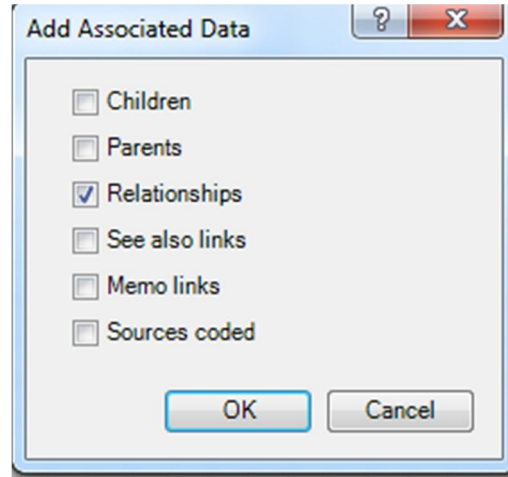 Add Associated Data
Children
Parents
Relationships
See also links
Memo links
Sources coded
OK Cancel